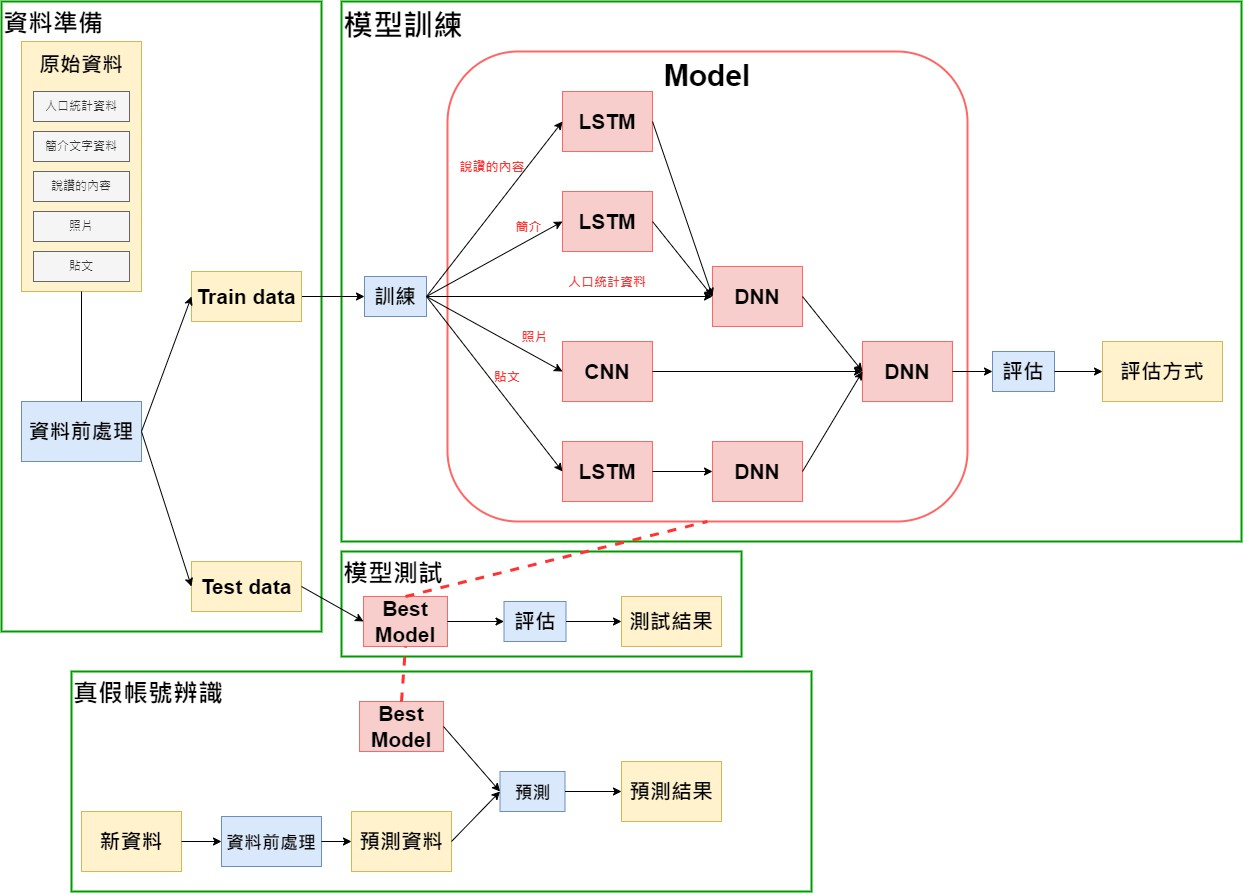 資料準備
原始資料
人口統計資料
簡介文字資料
說讚的內容
照片
貼文
資料前處理
Train data
Test data
模型訓練
Model
訓練
說讚的內容
簡介
人口統計資料
照片
貼文
LSTM
LSTM
DNN
CNN
DNN
LSTM
DNN
評估
評估方式
模型測試
Best
Model
評估
測試結果
真假帳號辨識
Best
Model
預測
預測結果
新資料
資料前處理
預測資料